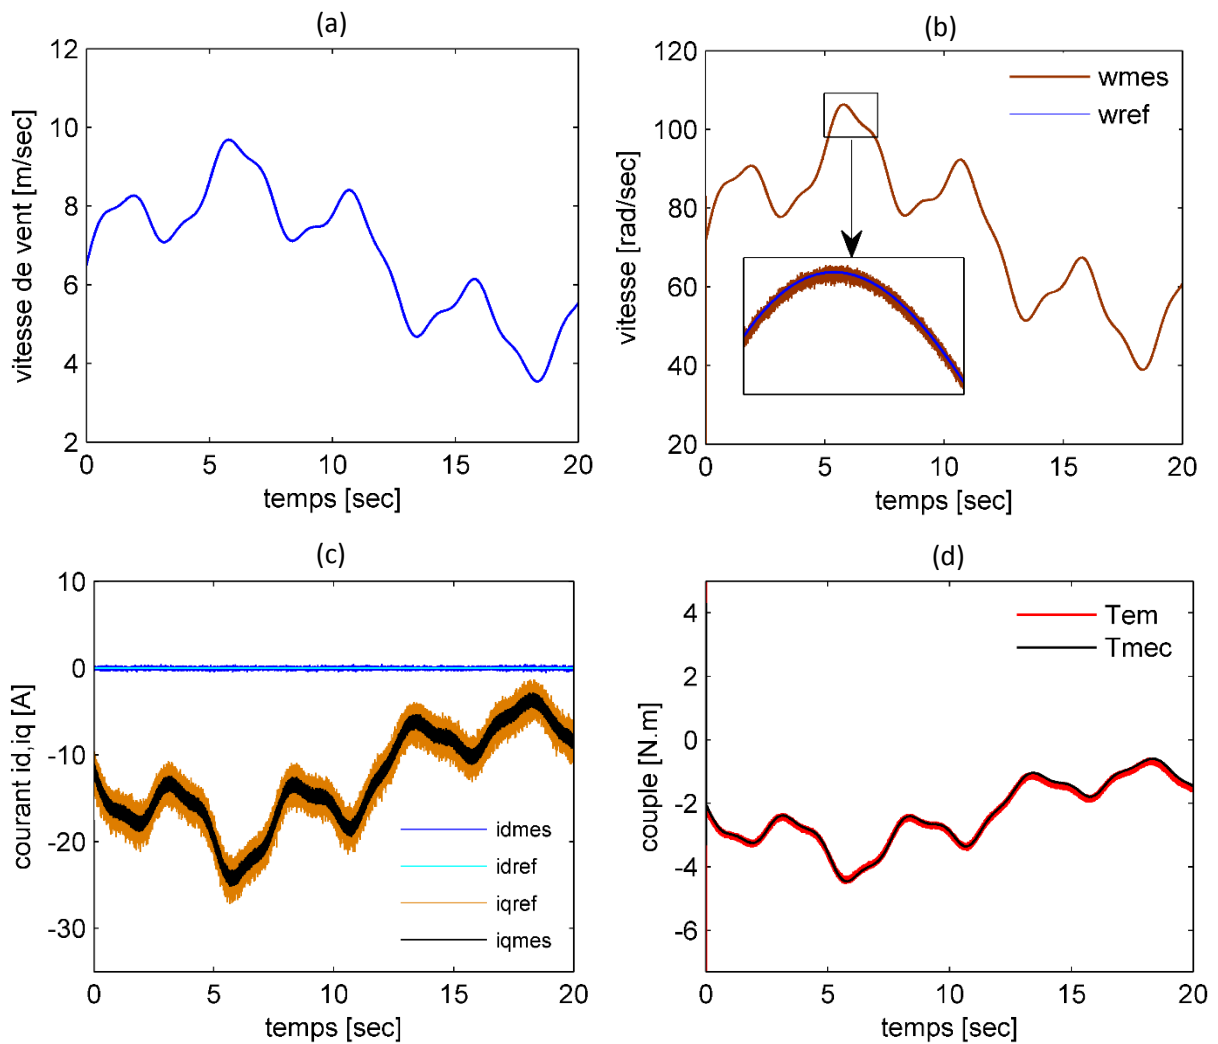 (a)
12
10
8
6
4
2
vitesse de vent [m/sec]
0 5 10 15 20
temps [sec]
(b)
120
100
80
60
40
20
vitesse [rad/sec]
wmes
wref
0 5 10 15 20
temps [sec]
(c)
10
0
-10
-20
-30
courant id,iq [A]
idmes
idref
iqref
iqmes
0 5 10 15 20
temps [sec]
(d)
4
2
0
-2
-4
-6
couple [N.m]
Tem
Tmec
0 5 10 15 20
temps [sec]